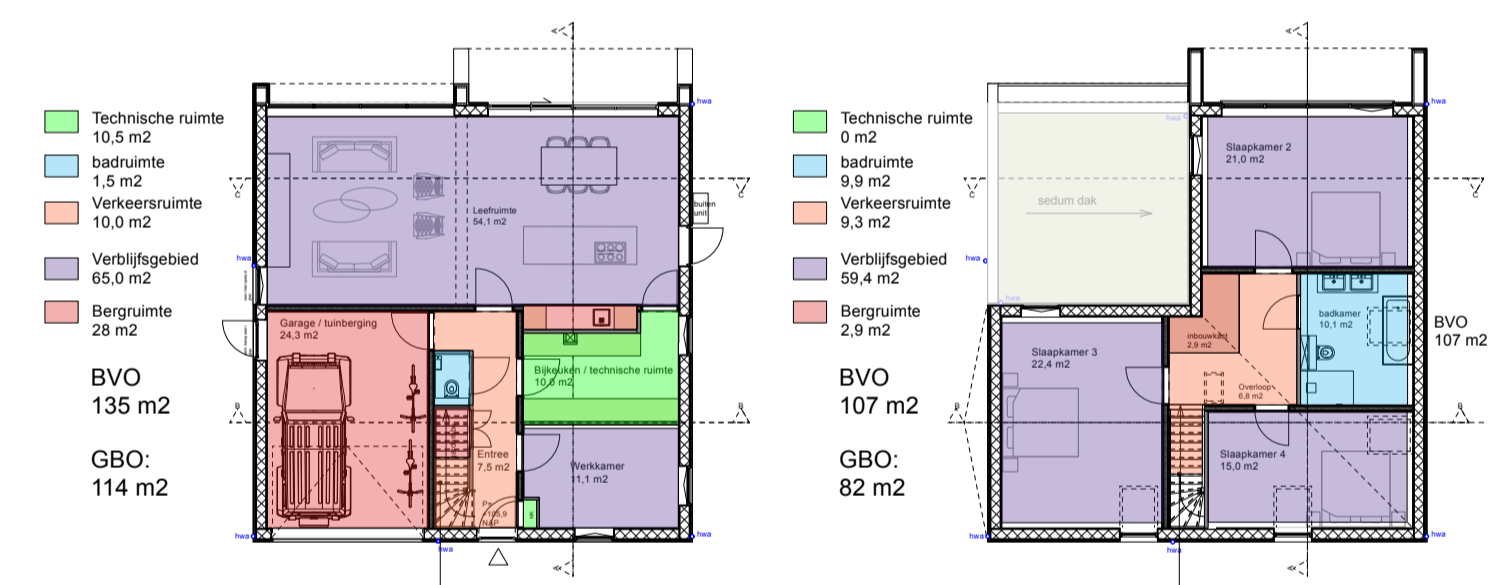 Technische ruimte
10,5 m2
badruimte
1,5 m2
Verkeersruimte
10,0 m2
Verblijfsgebied
65,0 m2
Bergruimte
28 m2
BVO
135 m2
GBO:
114 m2
A
hwa
C
C
Leefruimte
54,1 m2
buiten
unit
hwa
Garage / tuinberging
24,3 m2
Bijkeuken / technische ruimte
10,0 m2
B
B
Entree
7,5 m2
Werkkamer
11,1 m2
NAP
hwa
hwa
hwa
A
Technische ruimte
0 m2
badruimte
9,9 m2
Verkeersruimte
9,3 m2
Verblijfsgebied
59,4 m2
Bergruimte
2,9 m2
BVO
107 m2
GBO:
82 m2
A
hwa
hwa
Slaapkamer 2
21,0 m2
C
C
sedum dak
hwa
hwa
badkamer
10,1 m2
BVO
107 m2
inbouwkast
2,9 m2
Slaapkamer 3
22,4 m2
Overloop
6,8 m2
B
B
Slaapkamer 4
15,0 m2
hwa
hwa
hwa
A